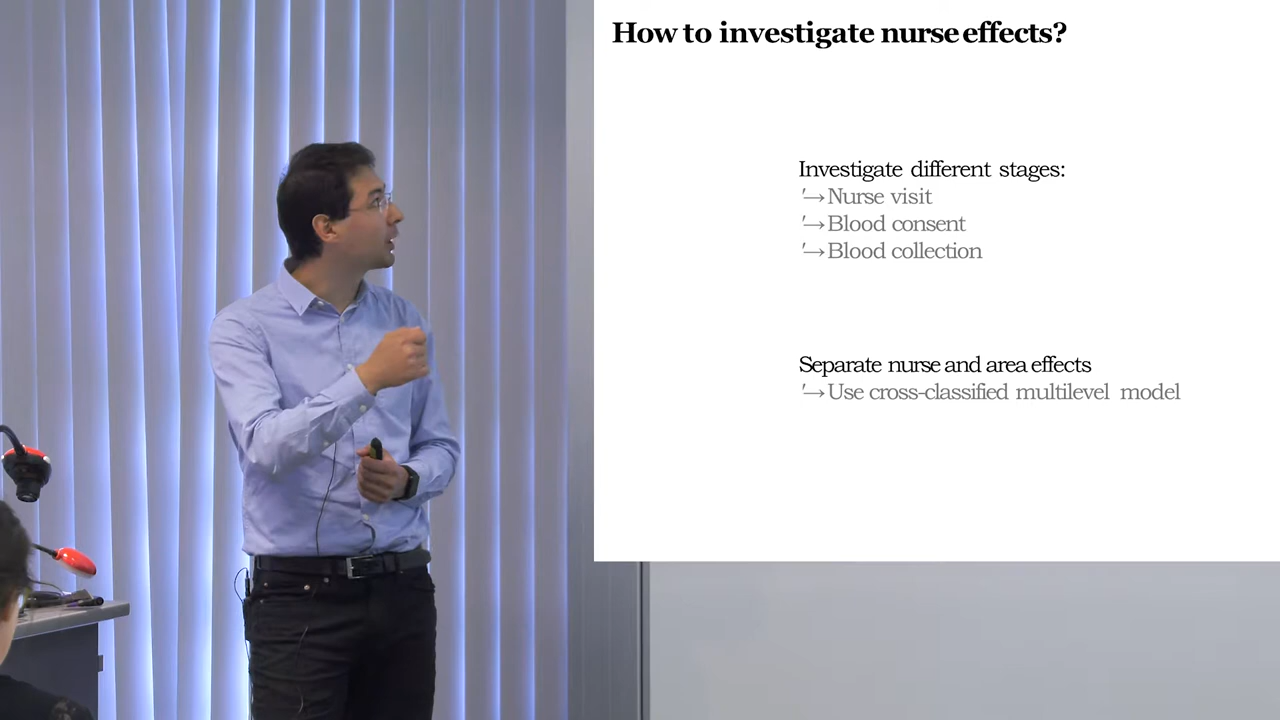 How to investigate nurse effects?
Investigate different stages:
↪ Nurse visit
↪ Blood consent
↪ Blood collection
Separate nurse and area effects
↪ Use cross-classified multilevel model